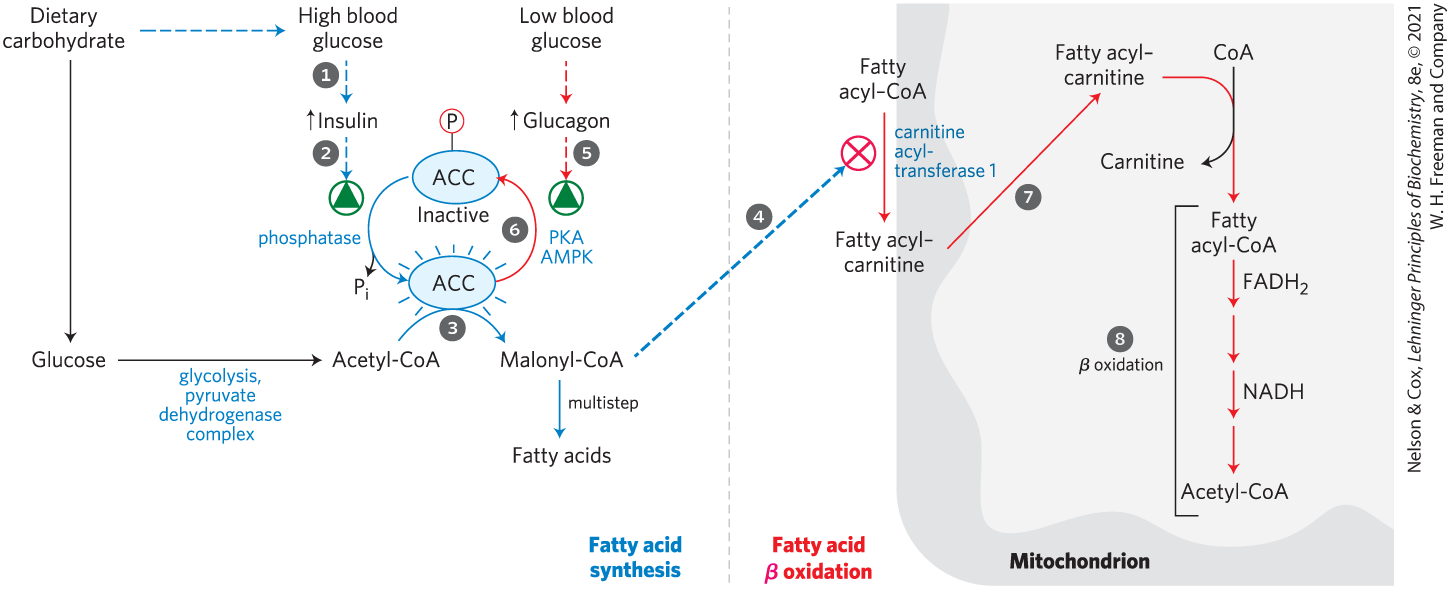 Dietary
carbohydrate
High blood
glucose
Low blood
glucose
1
↑Insulin
2
phosphatase
P
ACC
Inactive
↑Glucagon
5
PKA
AMPK
6
Pi
ACC
3
Glucose
glycolysis,
pyruvate
dehydrogenase
complex
Acetyl-CoA
Malonyl-CoA
multistep
Fatty acids
4
Fatty acid
synthesis
Fatty acid
β oxidation
Fatty
acyl–CoA
carnitine
acyl-
transferase 1
Fatty acyl–
carnitine
7
Fatty acyl–
carnitine
CoA
Carnitine
Fatty
acyl-CoA
FADH2
8
β oxidation
NADH
Acetyl-CoA
Mitochondrion
Nelson & Cox, Lehninger Principles of Biochemistry, 8e, © 2021
W. H. Freeman and Company